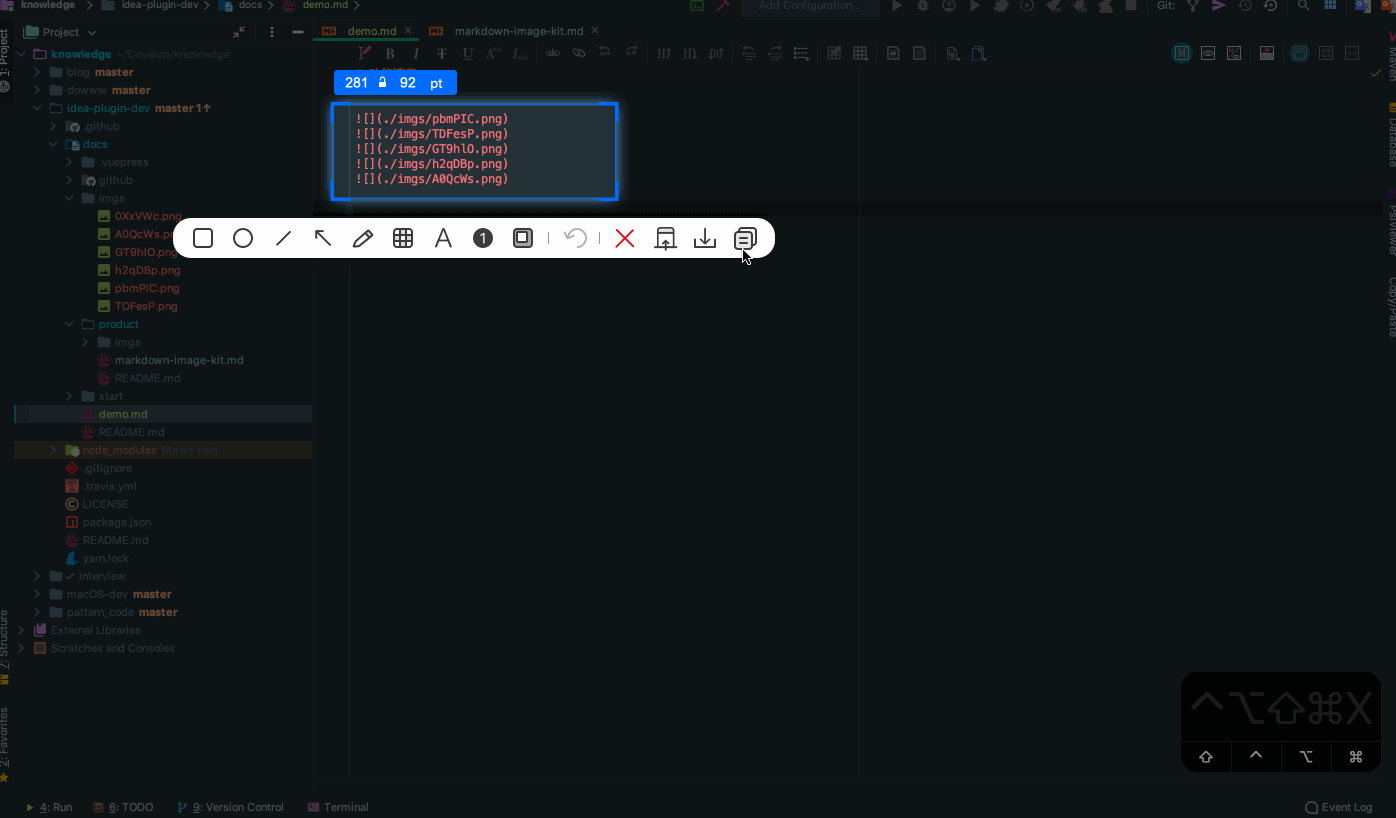 knowledge idea-plugin-dev docs demo.md Add Configuration... Git:
Project
demo.md markdown-image-kit.md
knowledge ~/Develop/knowledge
blog master
dowww master
idea-plugin-dev master 1↑
.github
docs
.vuepress
github
imgs
0XxVWc.png
A0QcWs.pn
GT9hlO.png
h2qDBp.png
pbmPIC.png
TDFesP.png
product
imgs
markdown-image-kit.md
README.md
start
demo.md
README.md
node_modules library root
.gitignore
.travis.yml
LICENSE
package.json
README.md
yarn.lock
interview
macOS-dev master
pattern_code master
External Libraries
Scratches and Consoles
281 92 pt
![](./imgs/pbmPIC.png)
![](./imgs/TDFesP.png)
![](./imgs/GT9hlO.png)
![](./imgs/h2qDBp.png)
![](./imgs/A0QcWs.png)
A 1
⌃⌥⇧⌘X
⇧ ⌃ ⌥ ⌘
1: Project
7: Structure
2: Favorites
Maven
Database
PsiViewer
Copy/Paste
4: Run 6: TODO 9: Version Control Terminal Event Log